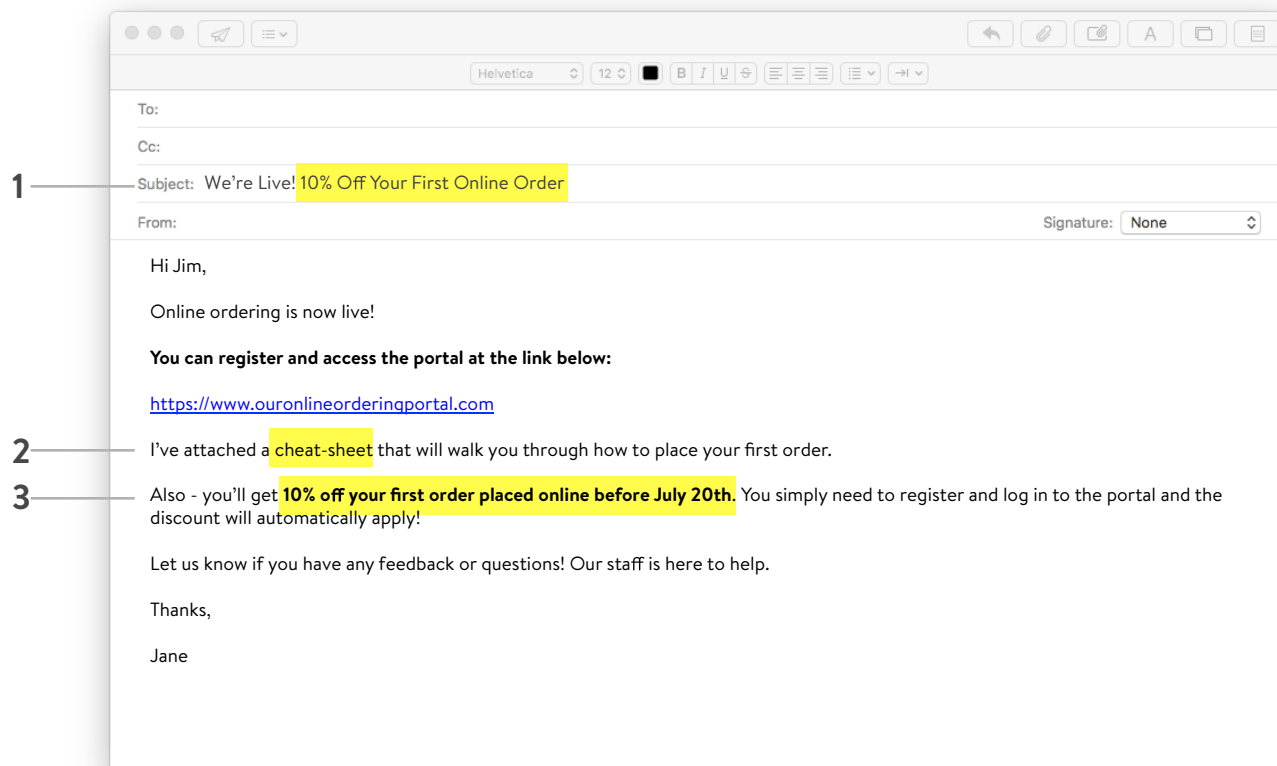 Helvetica 12 B I U S
A
To:
Cc:
1 Subject: We're Live! 10% Off Your First Online Order
From: Signature: None
Hi Jim,
Online ordering is now live!
You can register and access the portal at the link below:
https://www.ouronlineorderingportal.com
2 I've attached a cheat-sheet that will walk you through how to place your first order.
3 Also - you'll get 10% off your first order placed online before July 20th. You simply need to register and log in to the portal and the
discount will automatically apply!
Let us know if you have any feedback or questions! Our staff is here to help.
Thanks,
Jane